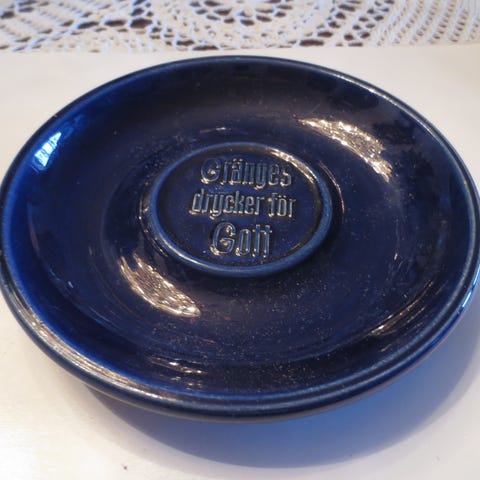 Gränges
drycker för
Gott